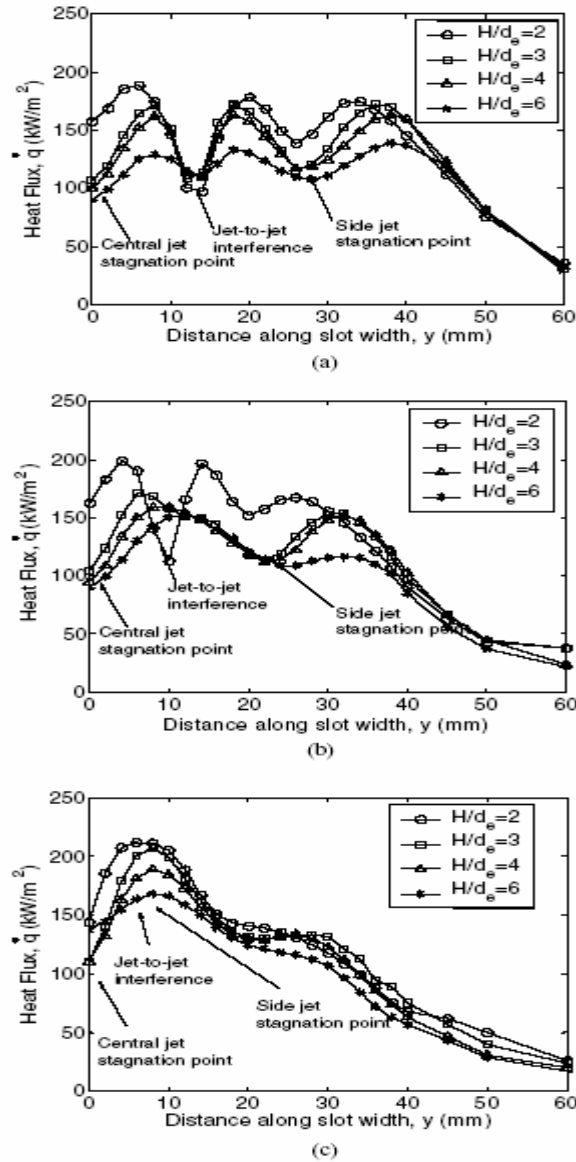 250
H/de=2
H/de=3
H/de=4
H/de=6
200
150
100
50
0
Heat Flux, q̇ (kW/m²)
Central jet
stagnation point
Jet-to-jet
interference
Side jet
stagnation point
0 10 20 30 40 50 60
Distance along slot width, y (mm)
(a)
250
H/de=2
H/de=3
H/de=4
H/de=6
200
150
100
50
0
Heat Flux, q̇ (kW/m²)
Jet-to-jet
interference
Central jet
stagnation point
Side jet
stagnation point
0 10 20 30 40 50 60
Distance along slot width, y (mm)
(b)
250
H/de=2
H/de=3
H/de=4
H/de=6
200
150
100
50
0
Heat Flux, q̇ (kW/m²)
Jet-to-jet
interference
Side jet
stagnation point
Central jet
stagnation point
0 10 20 30 40 50 60
Distance along slot width, y (mm)
(c)